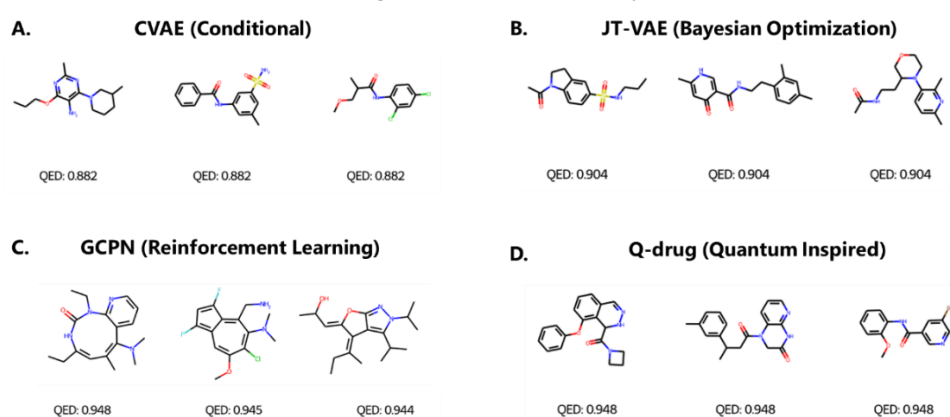 A. CVAE (Conditional)
QED: 0.882 QED: 0.882 QED: 0.882
B. JT-VAE (Bayesian Optimization)
QED: 0.904 QED: 0.904 QED: 0.904
C. GCPN (Reinforcement Learning)
QED: 0.948 QED: 0.945 QED: 0.944
D. Q-drug (Quantum Inspired)
QED: 0.948 QED: 0.948 QED: 0.948